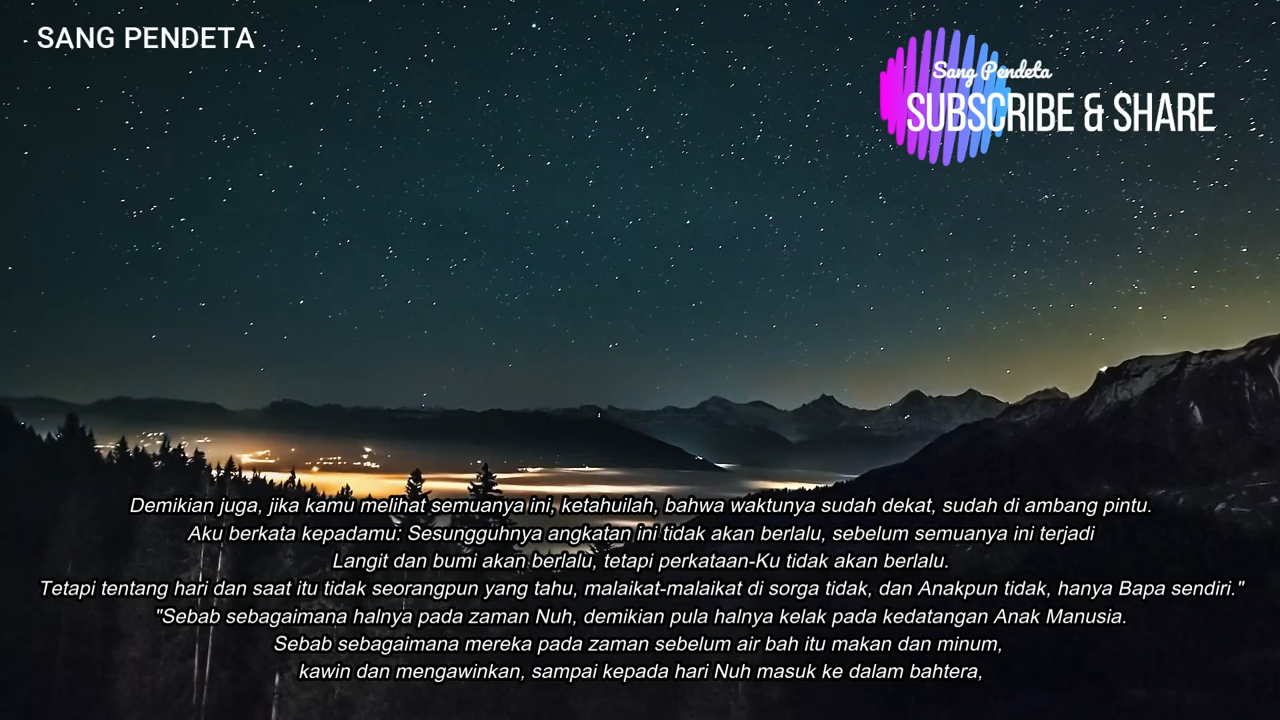 SANG PENDETA
Sang Pendeta
SUBSCRIBE & SHARE
Demikian juga, jika kamu melihat semuanya ini, ketahuilah, bahwa waktunya sudah dekat, sudah di ambang pintu.
Aku berkata kepadamu: Sesungguhnya angkatan ini tidak akan berlalu, sebelum semuanya ini terjadi
Langit dan bumi akan berlalu, tetapi perkataan-Ku tidak akan berlalu.
Tetapi tentang hari dan saat itu tidak seorangpun yang tahu, malaikat-malaikat di sorga tidak, dan Anakpun tidak, hanya Bapa sendiri."
"Sebab sebagaimana halnya pada zaman Nuh, demikian pula halnya kelak pada kedatangan Anak Manusia.
Sebab sebagaimana mereka pada zaman sebelum air bah itu makan dan minum,
kawin dan mengawinkan, sampai kepada hari Nuh masuk ke dalam bahtera,